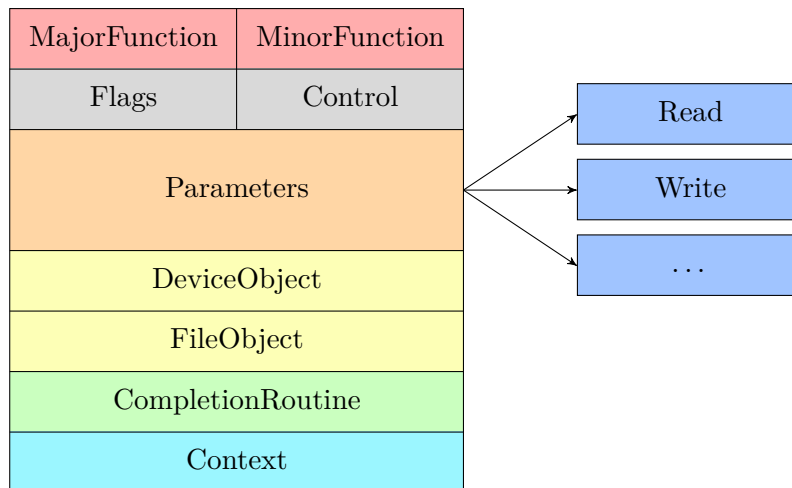 MajorFunction MinorFunction
Flags Control
Parameters
DeviceObject
FileObject
CompletionRoutine
Context
Read
Write
...